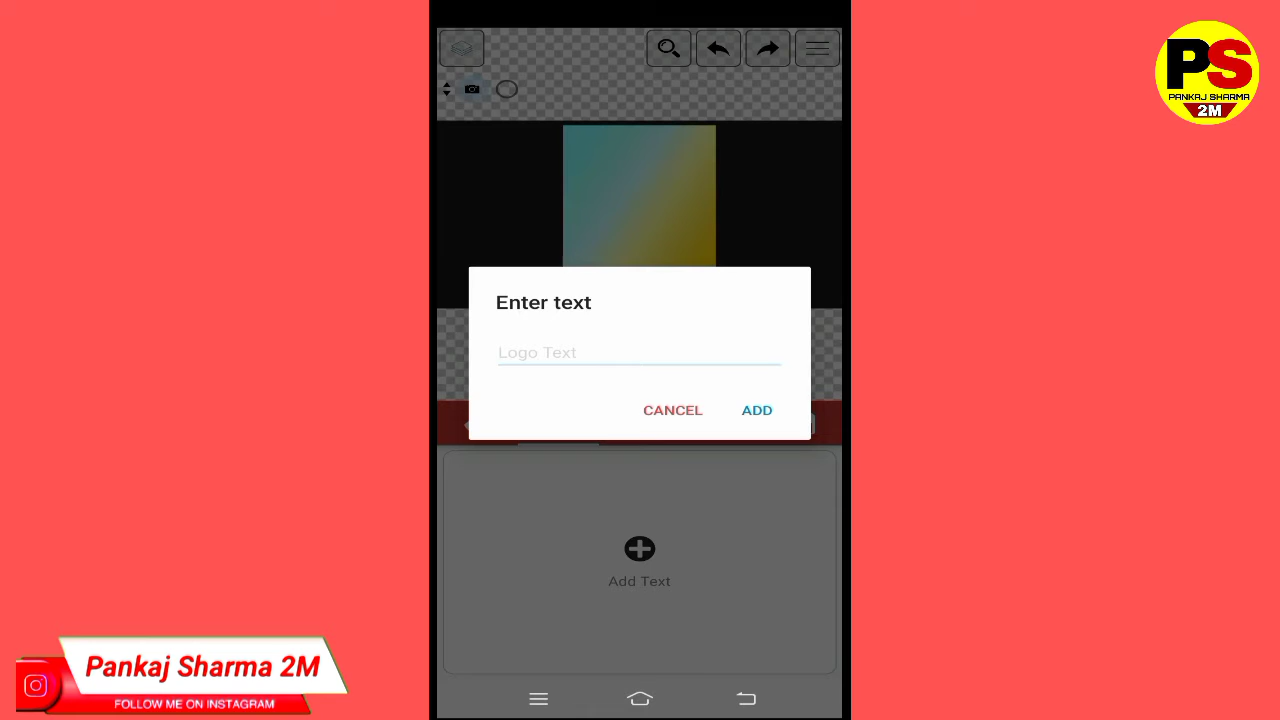 PS
PANKAJ SHARMA
2M
Enter text
Logo Text
CANCEL ADD
Add Text
Pankaj Sharma 2M
FOLLOW ME ON INSTAGRAM